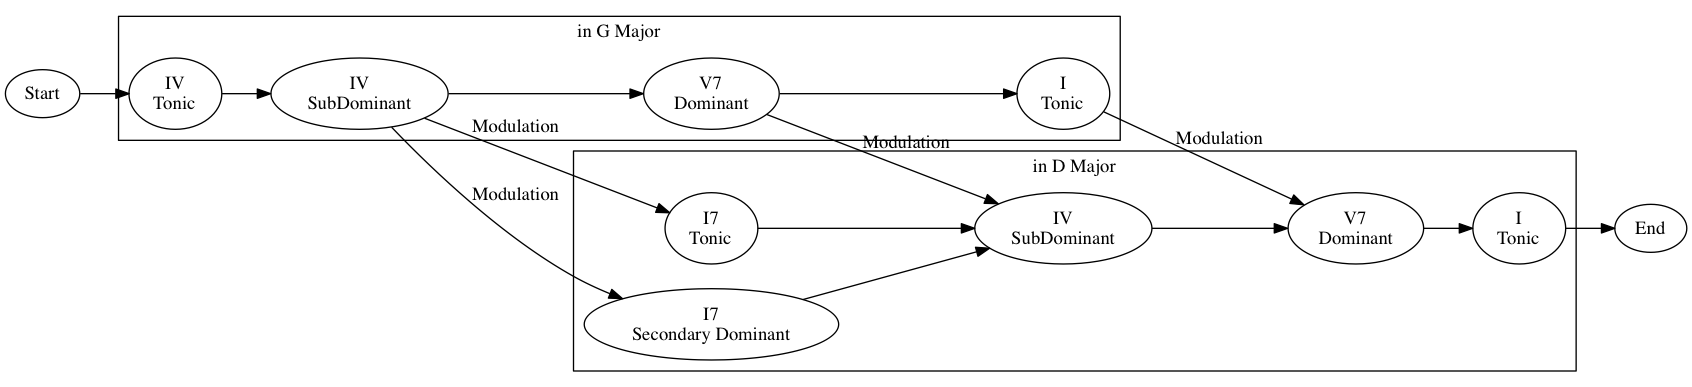 in G Major
Start
IV
Tonic
IV
SubDominant
V7
Dominant
I
Tonic
Modulation
Modulation
Modulation
Modulation
in D Major
I7
Tonic
IV
SubDominant
V7
Dominant
I
Tonic
End
I7
Secondary Dominant